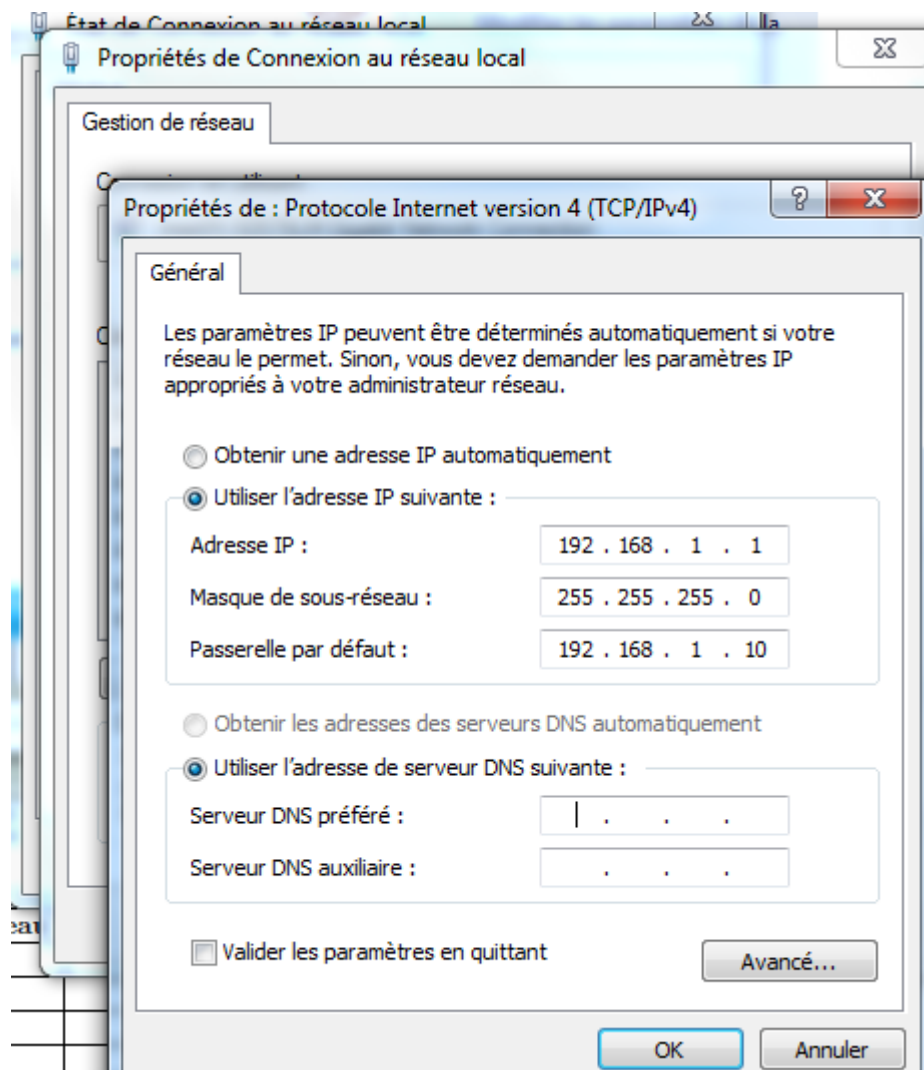 État de Connexion au réseau local
la
Propriétés de Connexion au réseau local
Gestion de réseau
Propriétés de : Protocole Internet version 4 (TCP/IPv4)
Général
Les paramètres IP peuvent être déterminés automatiquement si votre
réseau le permet. Sinon, vous devez demander les paramètres IP
appropriés à votre administrateur réseau.
Obtenir une adresse IP automatiquement
Utiliser l'adresse IP suivante :
Adresse IP : 192 . 168 . 1 . 1
Masque de sous-réseau : 255 . 255 . 255 . 0
Passerelle par défaut : 192 . 168 . 1 . 10
Obtenir les adresses des serveurs DNS automatiquement
Utiliser l'adresse de serveur DNS suivante :
Serveur DNS préféré : . . .
Serveur DNS auxiliaire : . . .
Valider les paramètres en quittant
Avancé...
OK Annuler